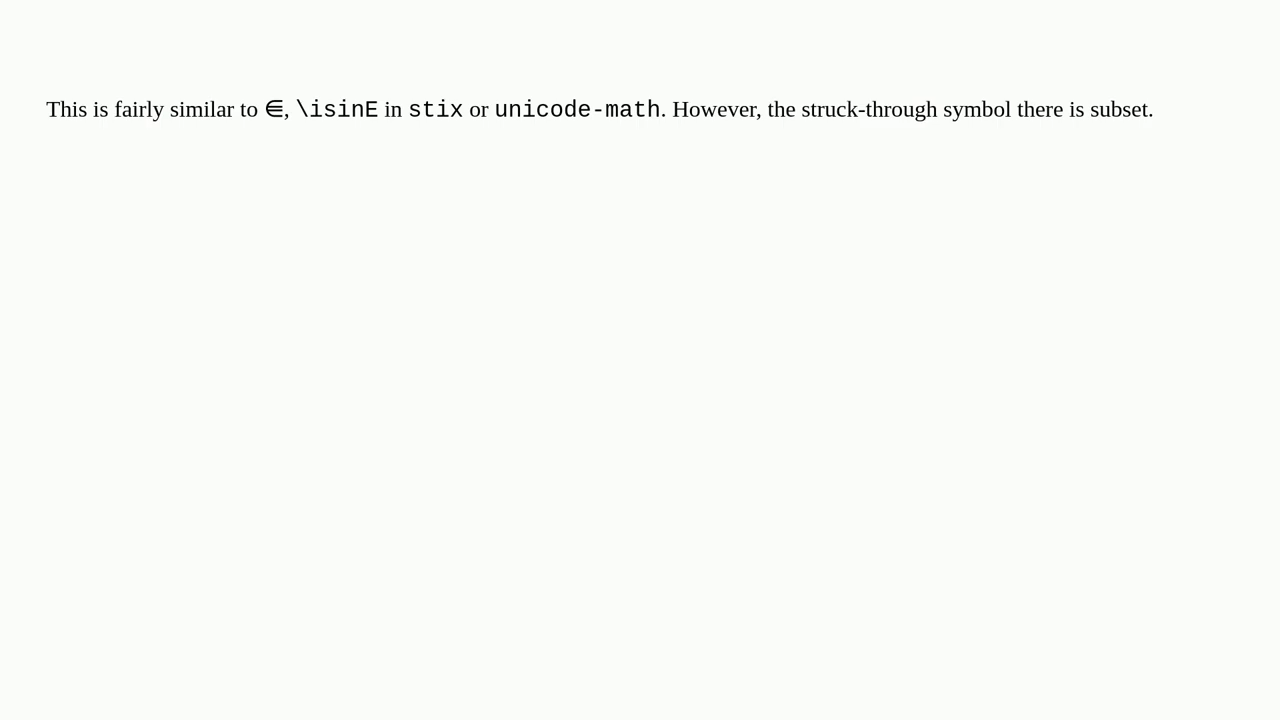 This is fairly similar to ⋹, \isinE in stix or unicode-math. However, the struck-through symbol there is subset.